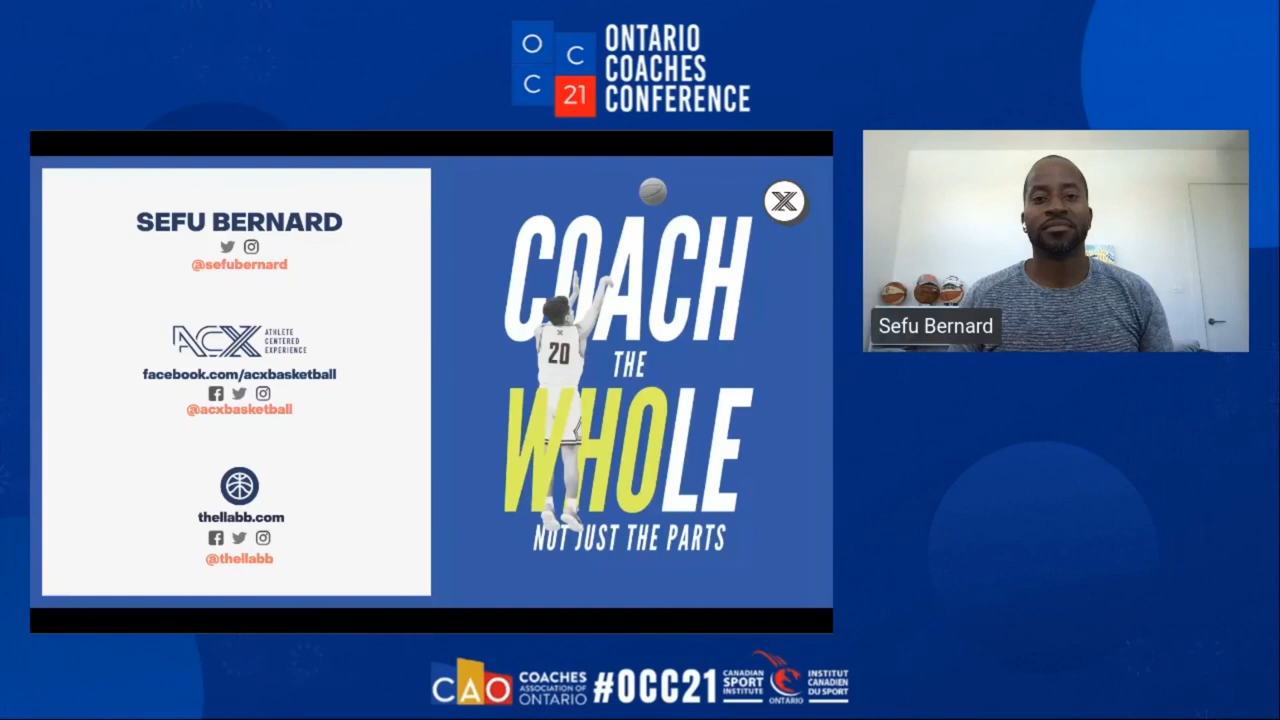 O
C
C
21
ONTARIO
COACHES
CONFERENCE
SEFU BERNARD
@sefubernard
ACX
ATHLETE
CENTERED
EXPERIENCE
facebook.com/acxbasketball
@acxbasketball
thellabb.com
@thellabb
X
COACH
20
THE
WHOLE
NOT JUST THE PARTS
Sefu Bernard
CAO
COACHES
ASSOCIATION OF
ONTARIO
#OCC21
CANADIAN
SPORT
INSTITUTE
ONTARIO
INSTITUT
CANADIEN
DU SPORT